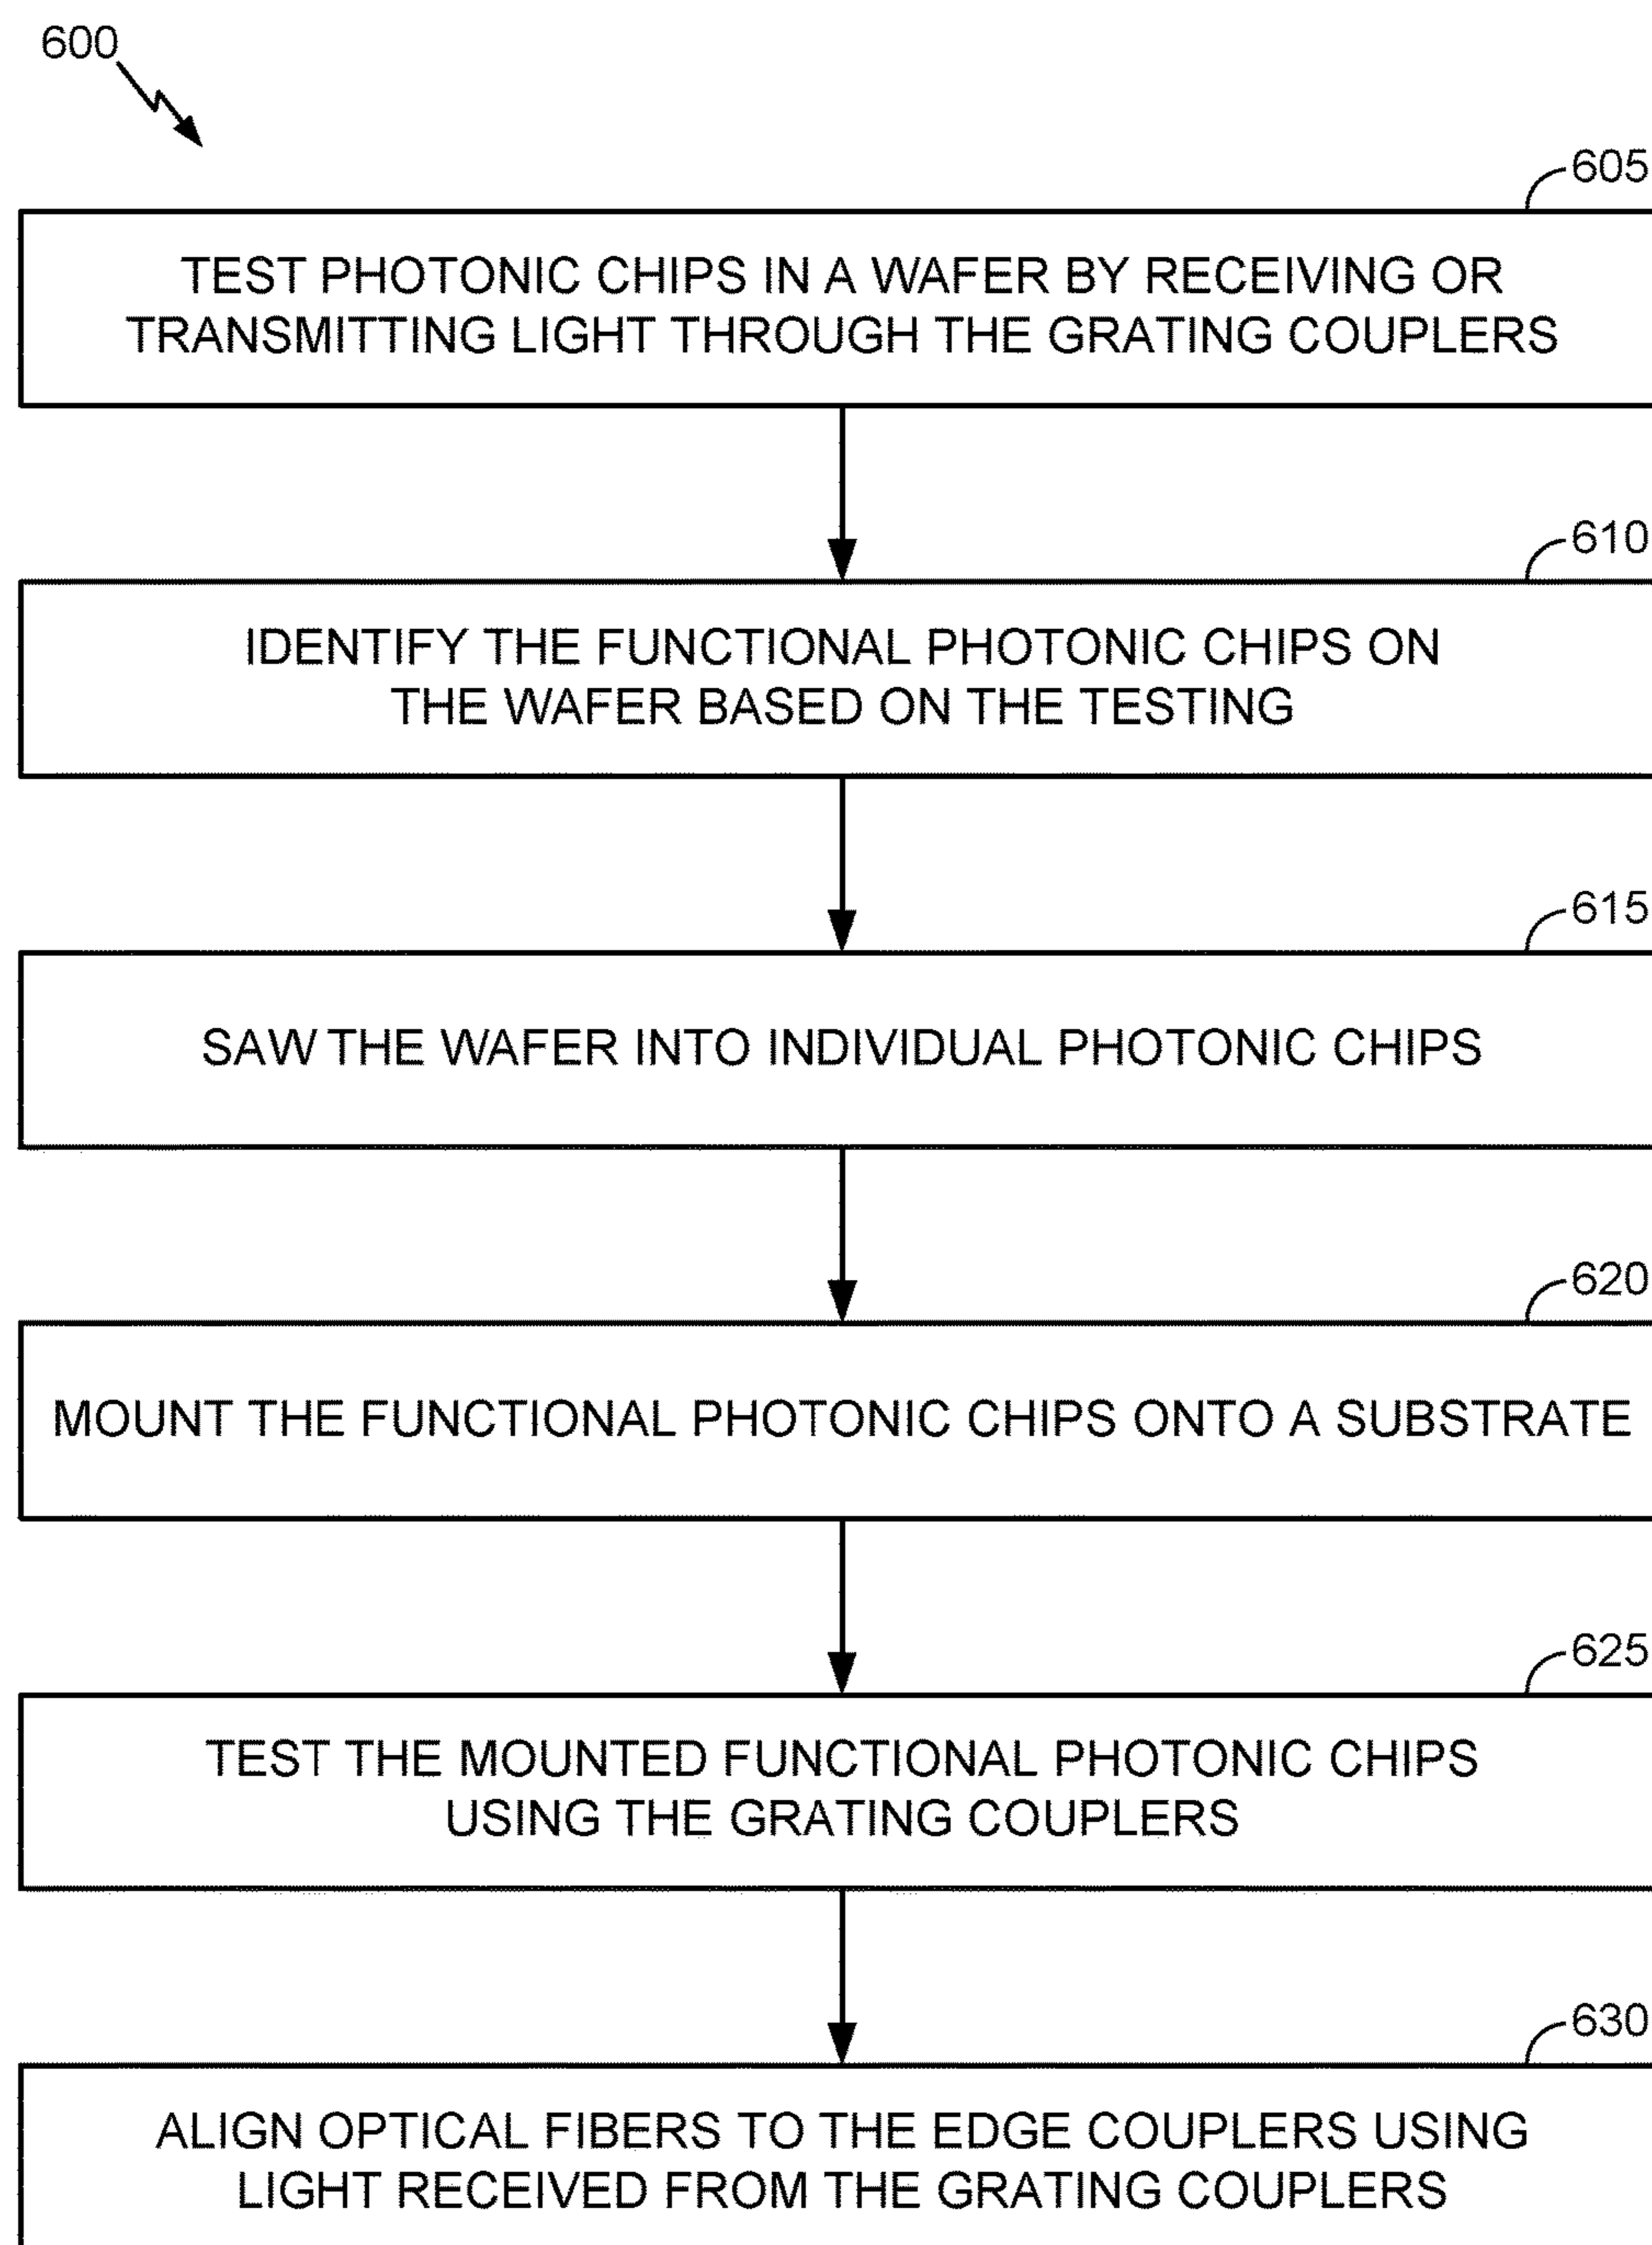 600
605
TEST PHOTONIC CHIPS IN A WAFER BY RECEIVING OR
TRANSMITTING LIGHT THROUGH THE GRATING COUPLERS
610
IDENTIFY THE FUNCTIONAL PHOTONIC CHIPS ON
THE WAFER BASED ON THE TESTING
615
SAW THE WAFER INTO INDIVIDUAL PHOTONIC CHIPS
620
MOUNT THE FUNCTIONAL PHOTONIC CHIPS ONTO A SUBSTRATE
625
TEST THE MOUNTED FUNCTIONAL PHOTONIC CHIPS
USING THE GRATING COUPLERS
630
ALIGN OPTICAL FIBERS TO THE EDGE COUPLERS USING
LIGHT RECEIVED FROM THE GRATING COUPLERS